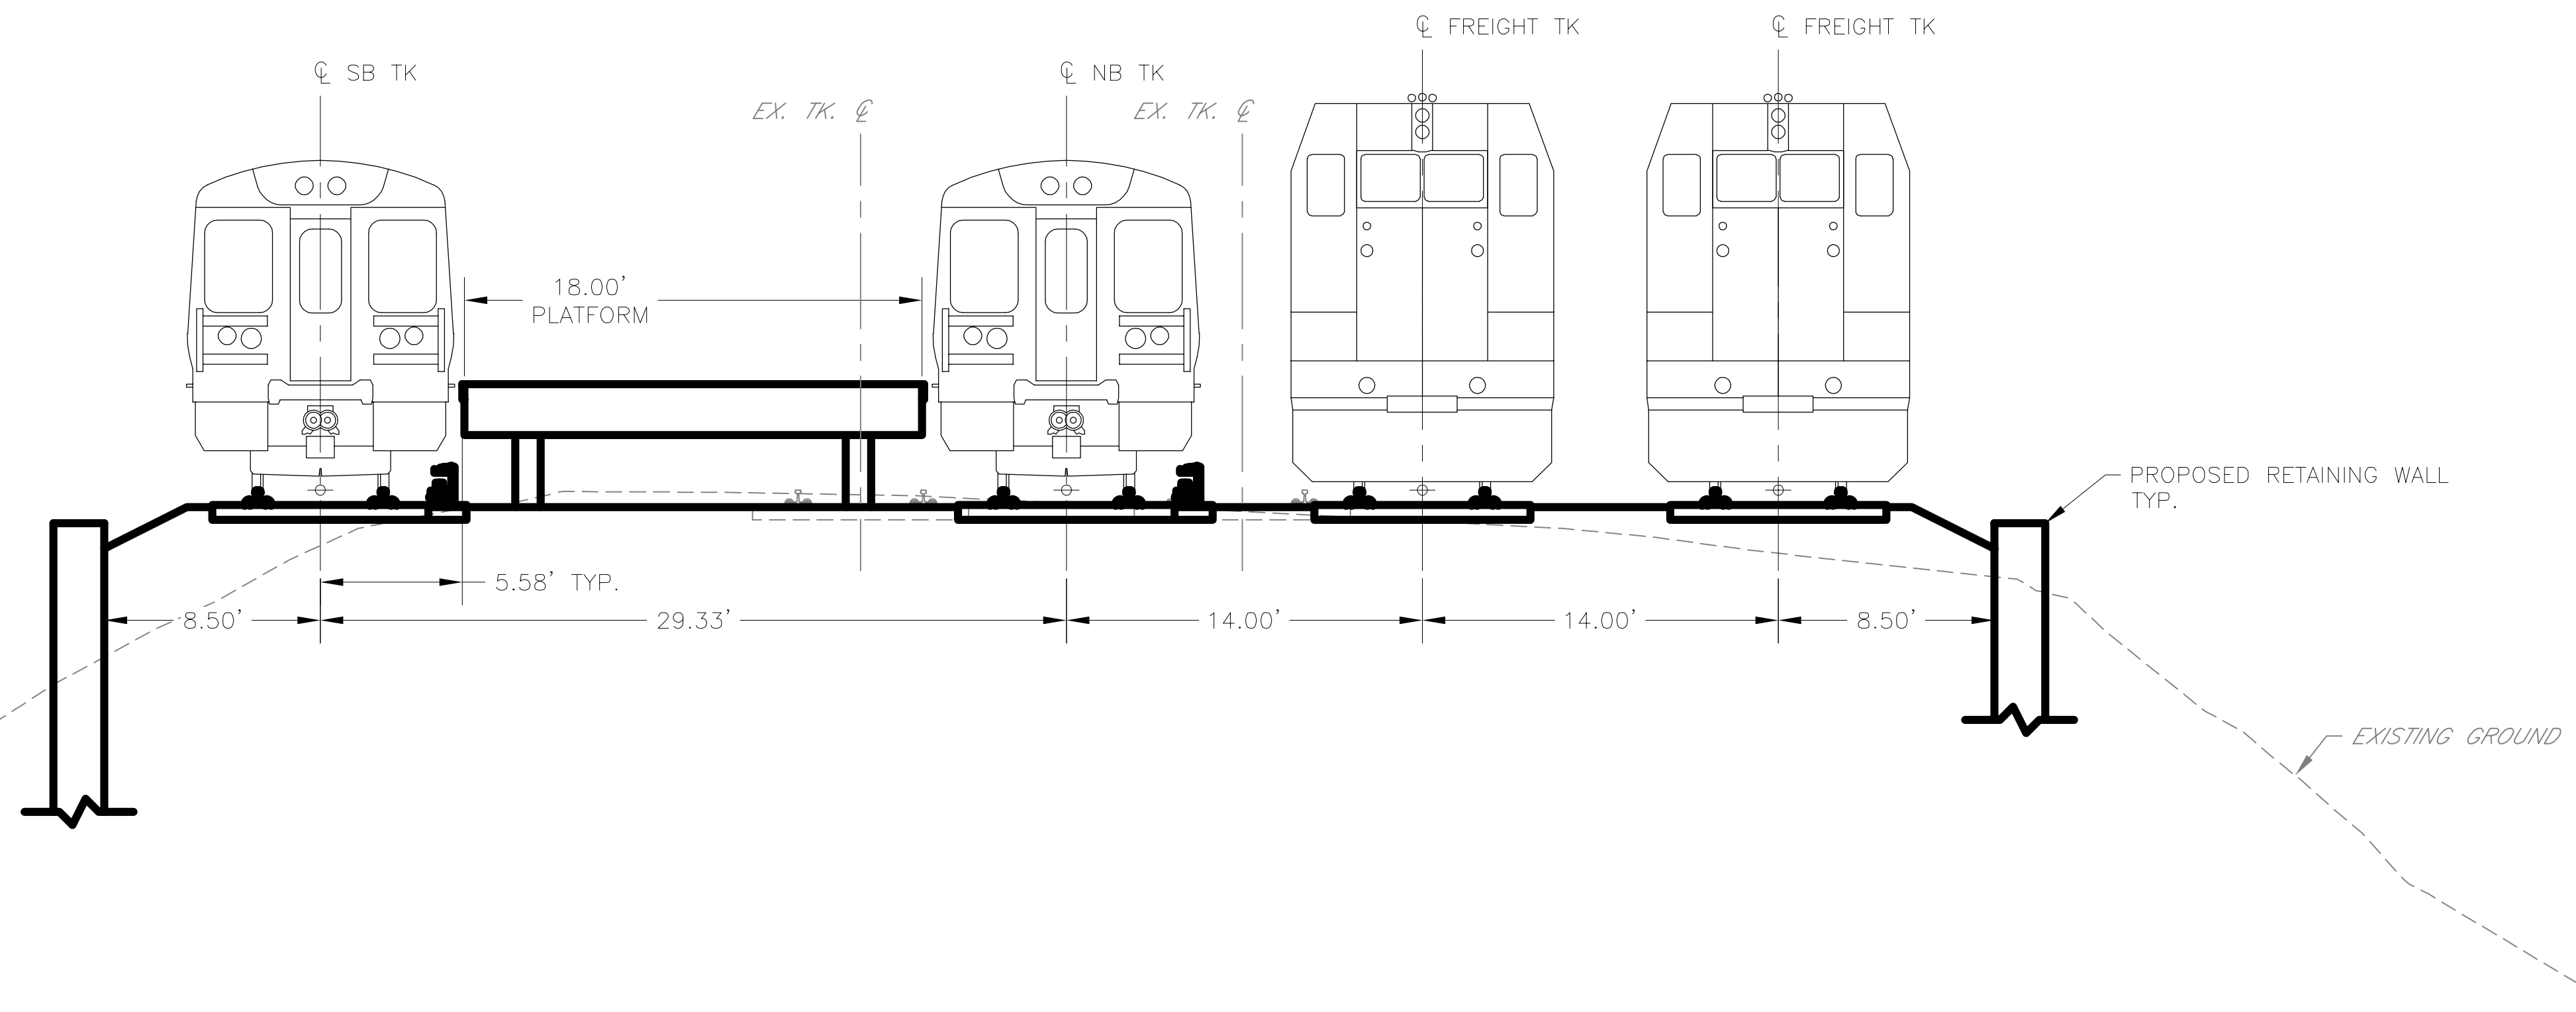 ℄ FREIGHT TK
℄ FREIGHT TK
℄ SB TK
℄ NB TK
EX. TK. ℄
EX. TK. ℄
18.00'
PLATFORM
PROPOSED RETAINING WALL
TYP.
5.58' TYP.
8.50'
29.33'
14.00'
14.00'
8.50'
EXISTING GROUND